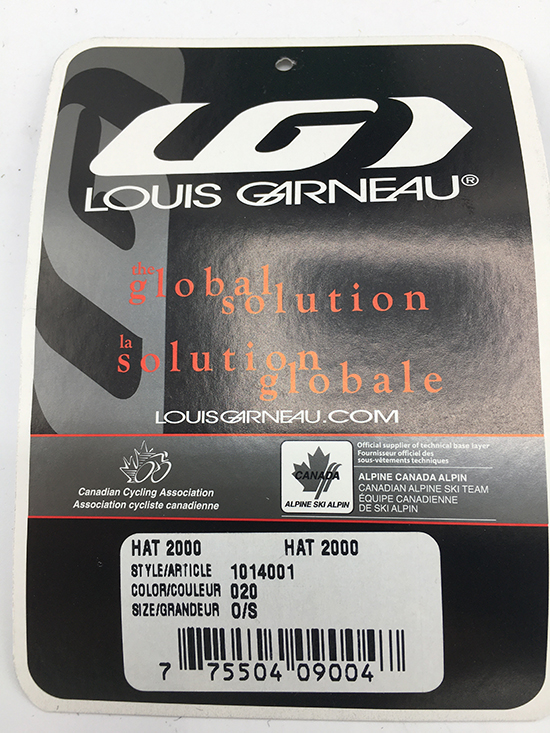 LG
LOUIS GARNEAU®
the
global
solution
la
solution
globale
LOUISGARNEAU.COM
Canadian Cycling Association
Association cycliste canadienne
CANADA
ALPINE SKI ALPIN
Official supplier of technical base layer
Fournisseur officiel des
sous-vêtements techniques
ALPINE CANADA ALPIN
CANADIAN ALPINE SKI TEAM
ÉQUIPE CANADIENNE
DE SKI ALPIN
HAT 2000 HAT 2000
STYLE/ARTICLE 1014001
COLOR/COULEUR 020
SIZE/GRANDEUR O/S
7 75504 09004